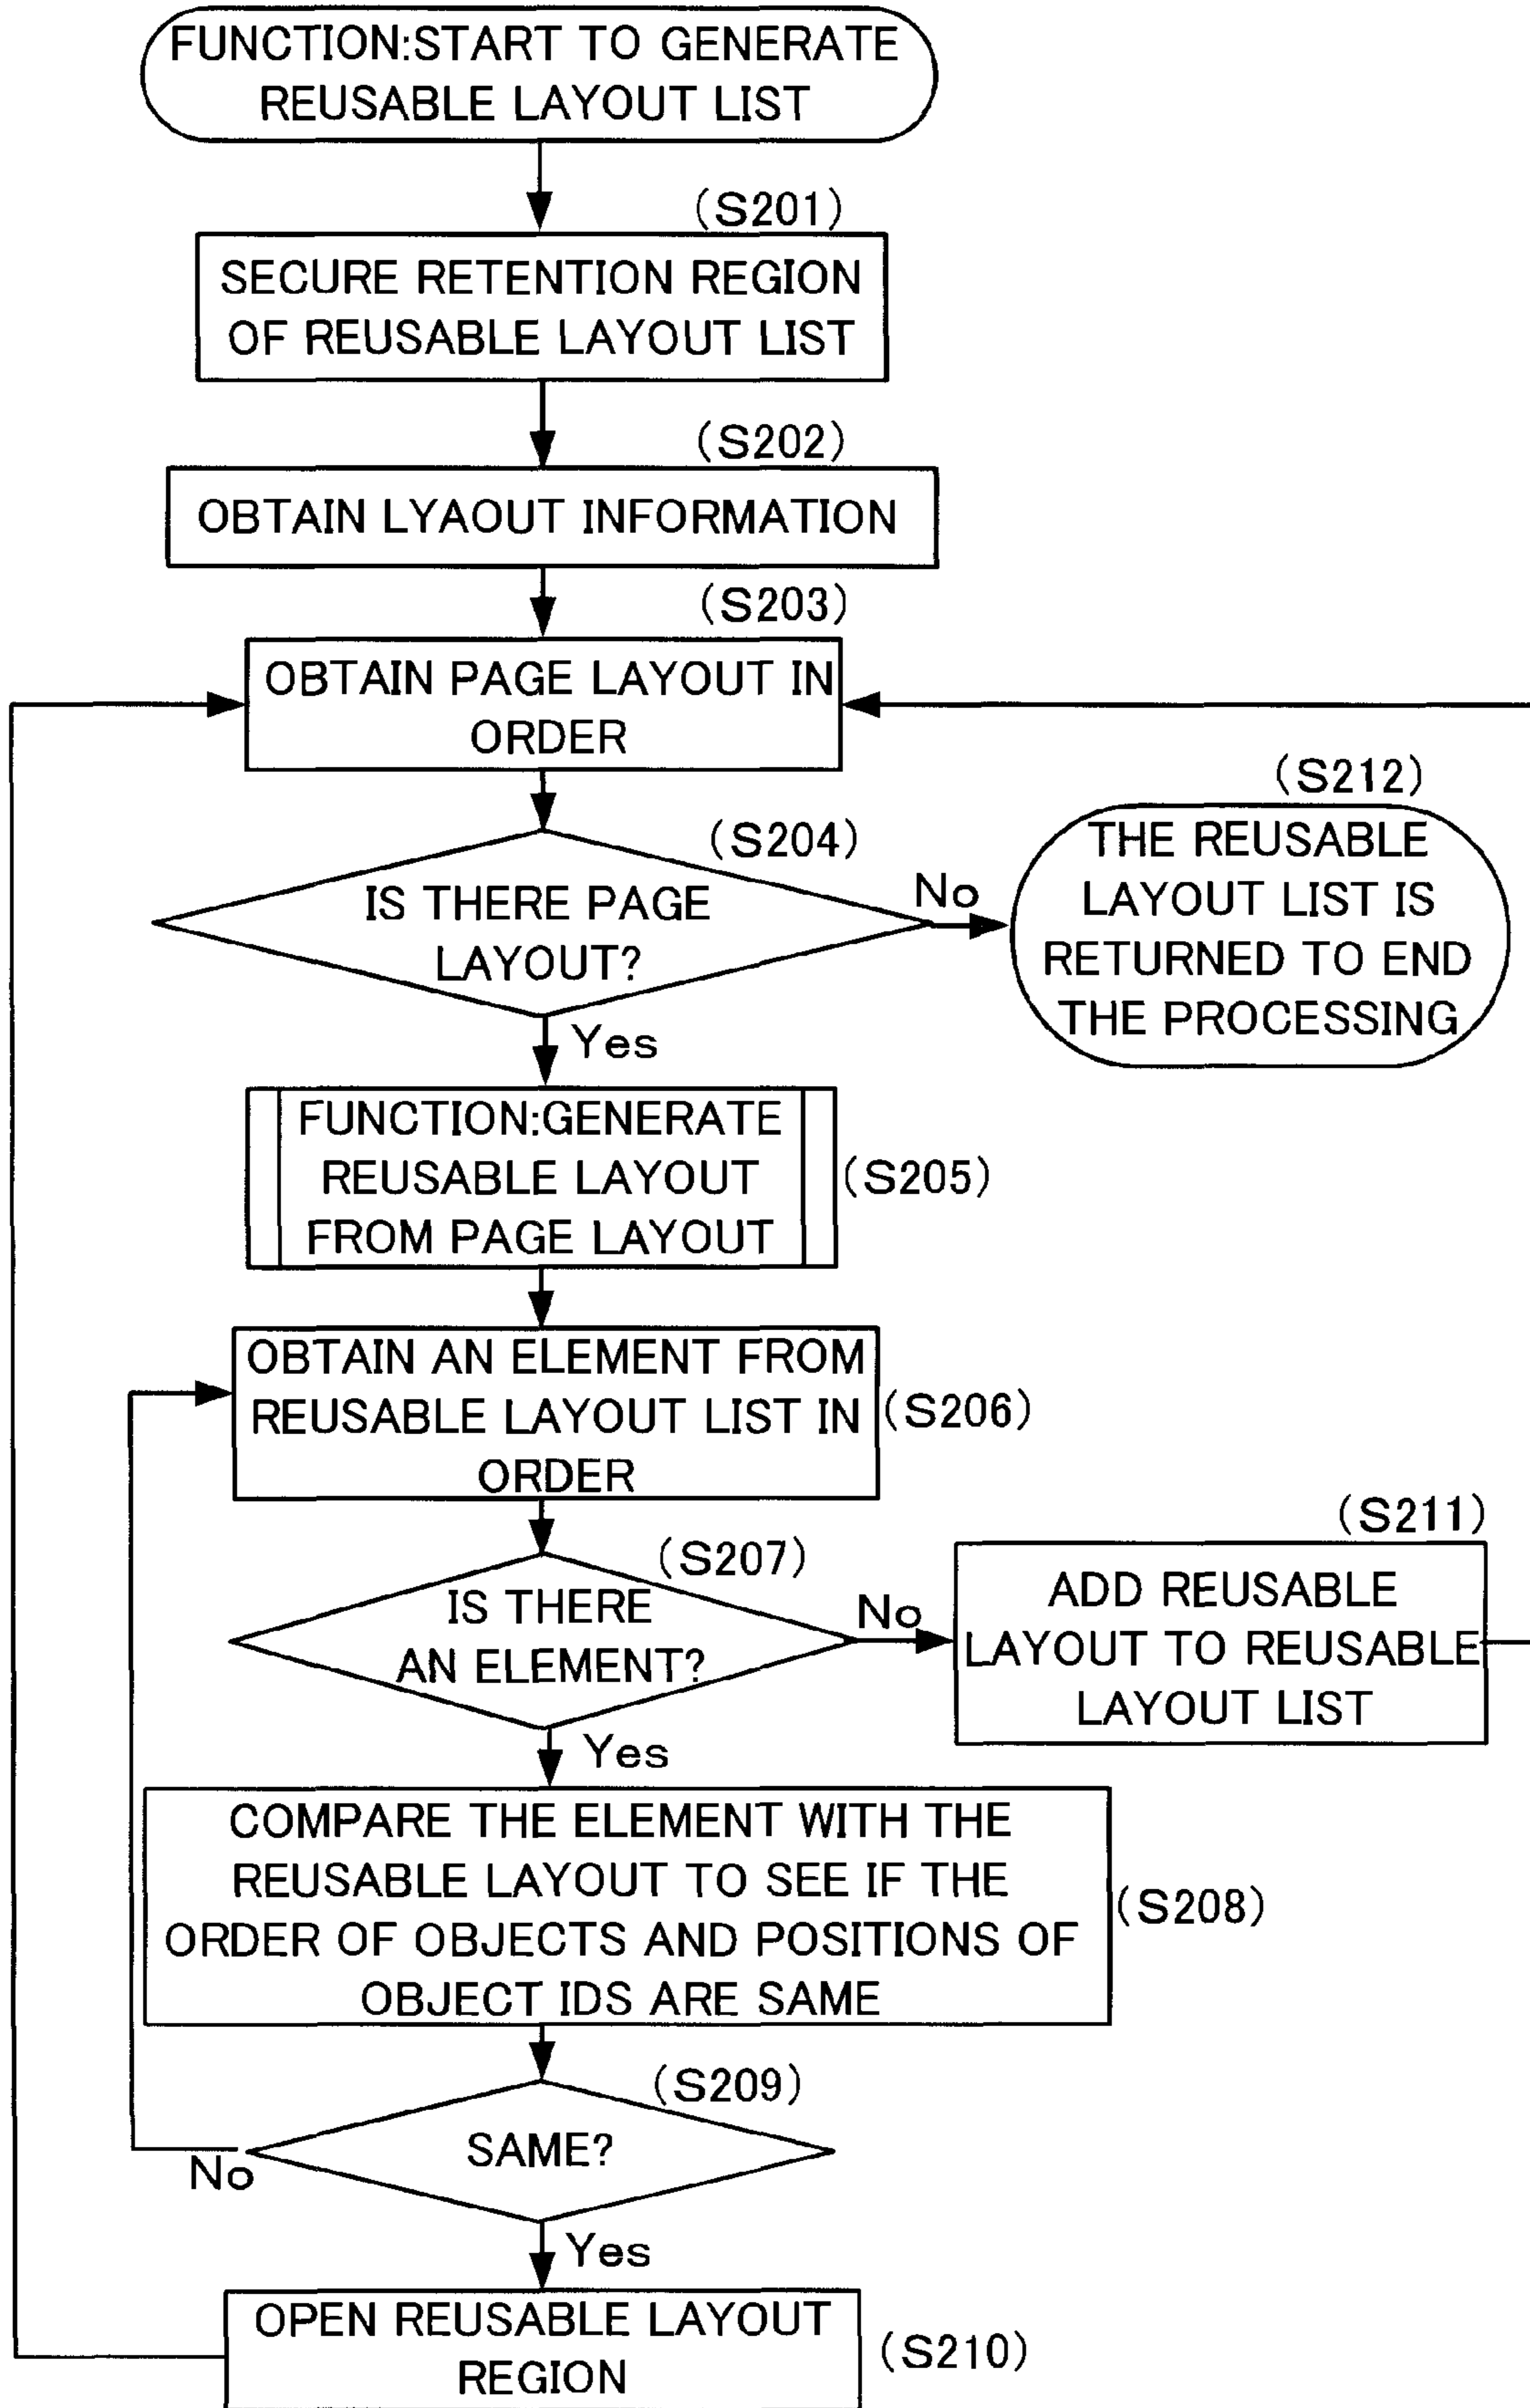 FUNCTION:START TO GENERATE
REUSABLE LAYOUT LIST
(S201)
SECURE RETENTION REGION
OF REUSABLE LAYOUT LIST
(S202)
OBTAIN LYAOUT INFORMATION
(S203)
OBTAIN PAGE LAYOUT IN
ORDER
(S204)
IS THERE PAGE
LAYOUT?
No
(S212)
THE REUSABLE
LAYOUT LIST IS
RETURNED TO END
THE PROCESSING
Yes
FUNCTION:GENERATE
REUSABLE LAYOUT
FROM PAGE LAYOUT
(S205)
OBTAIN AN ELEMENT FROM
REUSABLE LAYOUT LIST IN
ORDER
(S206)
(S207)
IS THERE
AN ELEMENT?
No
(S211)
ADD REUSABLE
LAYOUT TO REUSABLE
LAYOUT LIST
Yes
COMPARE THE ELEMENT WITH THE
REUSABLE LAYOUT TO SEE IF THE
ORDER OF OBJECTS AND POSITIONS OF
OBJECT IDS ARE SAME
(S208)
(S209)
SAME?
No
Yes
OPEN REUSABLE LAYOUT
REGION
(S210)